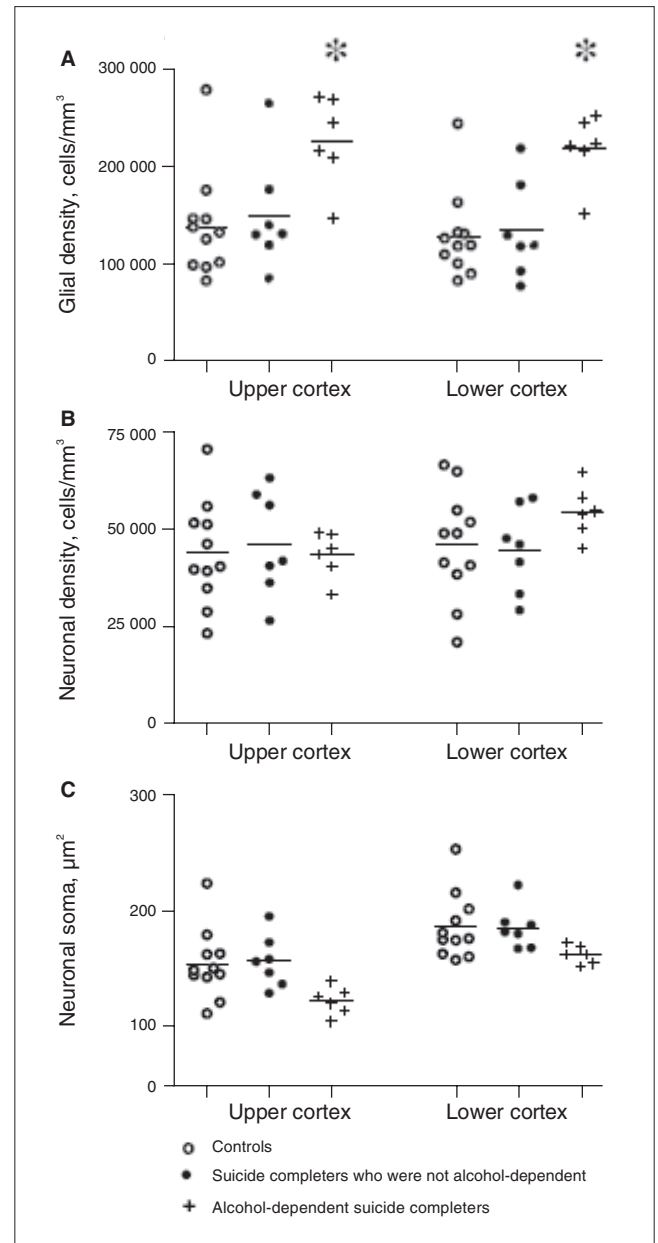 A
Glial density, cells/mm³
300 000
200 000
100 000
0
Upper cortex
Lower cortex
B
Neuronal density, cells/mm³
75 000
50 000
25 000
0
Upper cortex
Lower cortex
C
Neuronal soma, µm²
300
200
100
0
Upper cortex
Lower cortex
Controls
Suicide completers who were not alcohol-dependent
Alcohol-dependent suicide completers